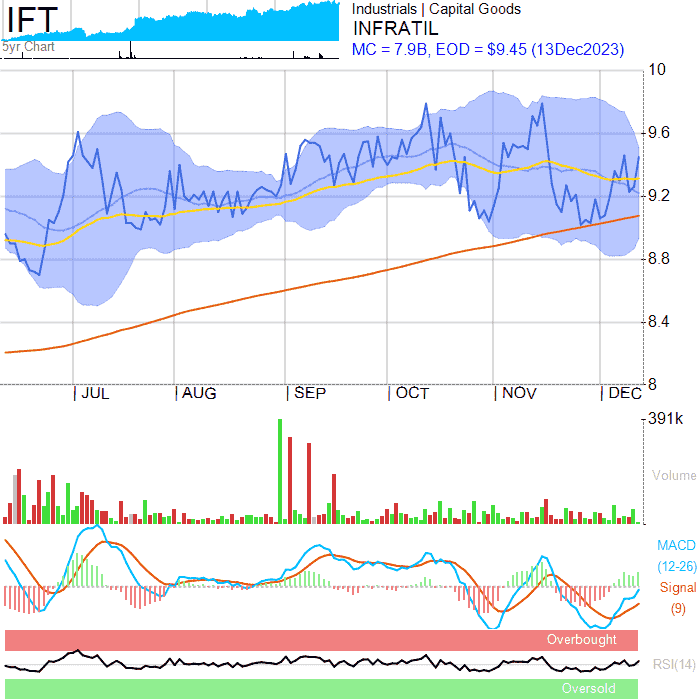 IFT
5yr Chart
Industrials | Capital Goods
INFRATIL
MC = 7.9B, EOD = $9.45 (13Dec2023)
10
9.6
9.2
8.8
8.4
8
| JUL | AUG | SEP | OCT | NOV | DEC
391k
Volume
MACD
(12-26)
Signal
(9)
Overbought
RSI(14)
Oversold